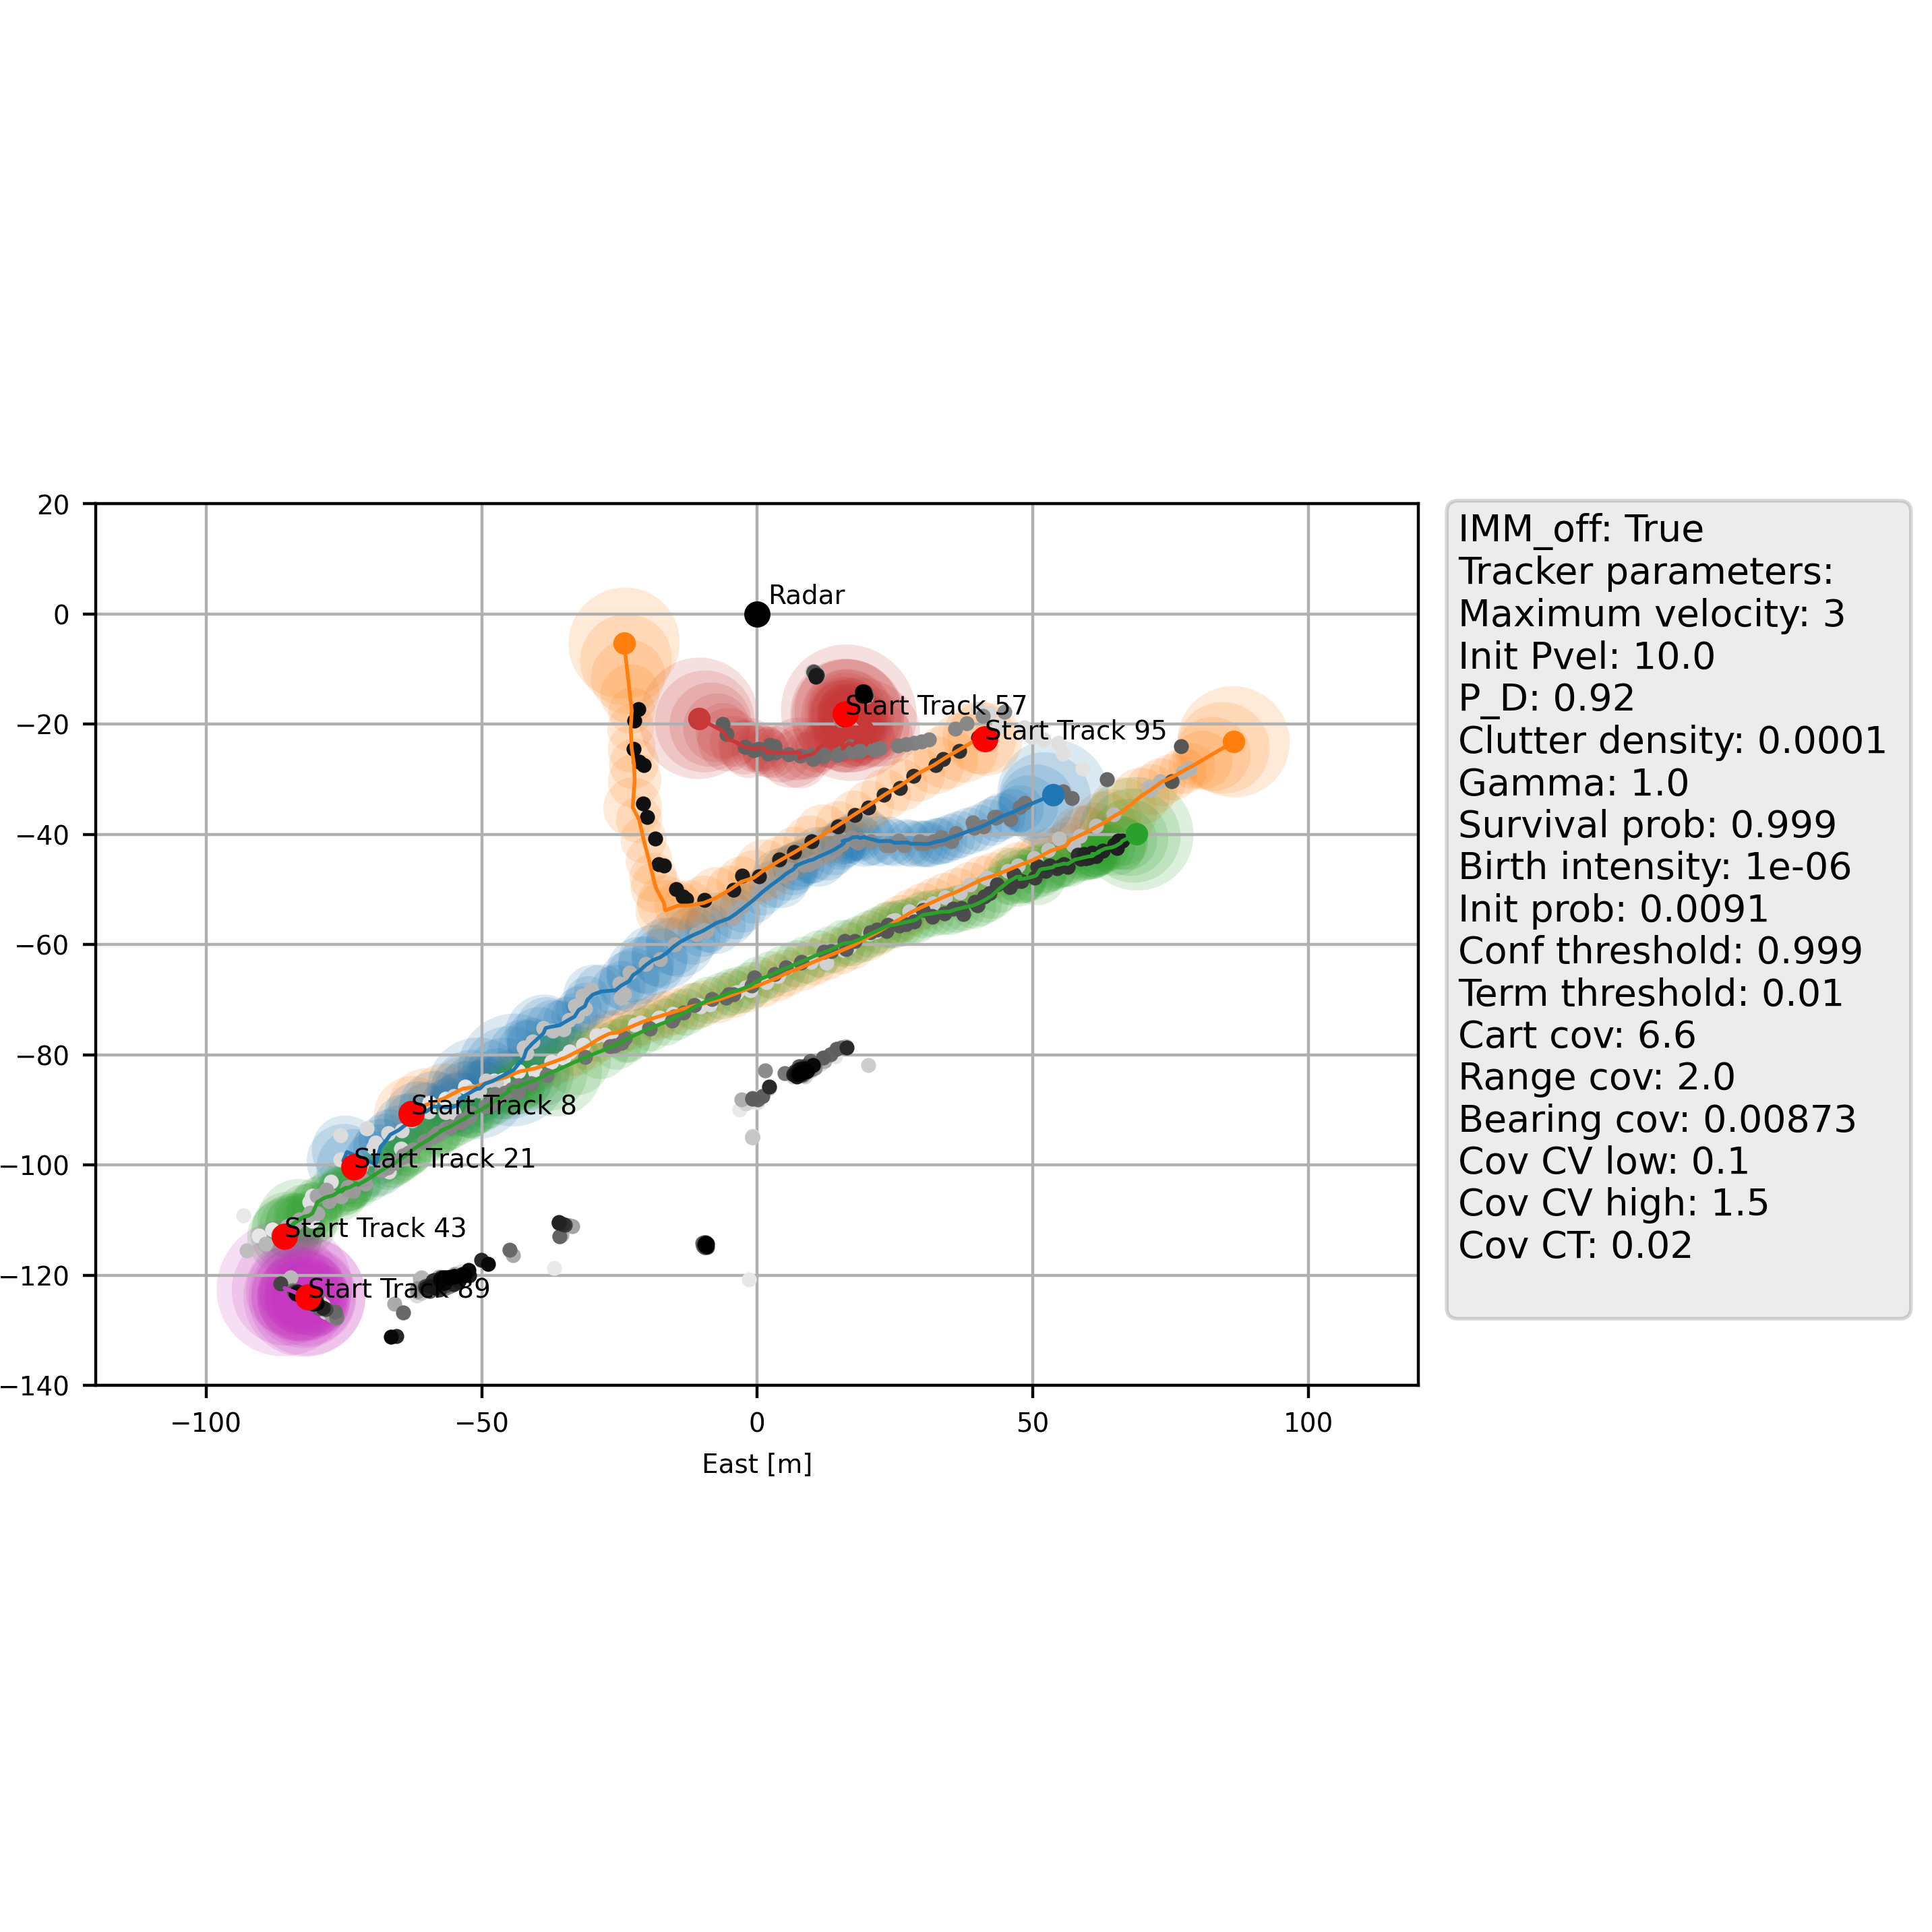 20
0
−20
−40
−60
−80
−100
−120
−140
−100
−50
0
50
100
East [m]
Radar
Start Track 57
Start Track 95
Start Track 8
Start Track 21
Start Track 43
Start Track 89
IMM_off: True
Tracker parameters:
Maximum velocity: 3
Init Pvel: 10.0
P_D: 0.92
Clutter density: 0.0001
Gamma: 1.0
Survival prob: 0.999
Birth intensity: 1e-06
Init prob: 0.0091
Conf threshold: 0.999
Term threshold: 0.01
Cart cov: 6.6
Range cov: 2.0
Bearing cov: 0.00873
Cov CV low: 0.1
Cov CV high: 1.5
Cov CT: 0.02